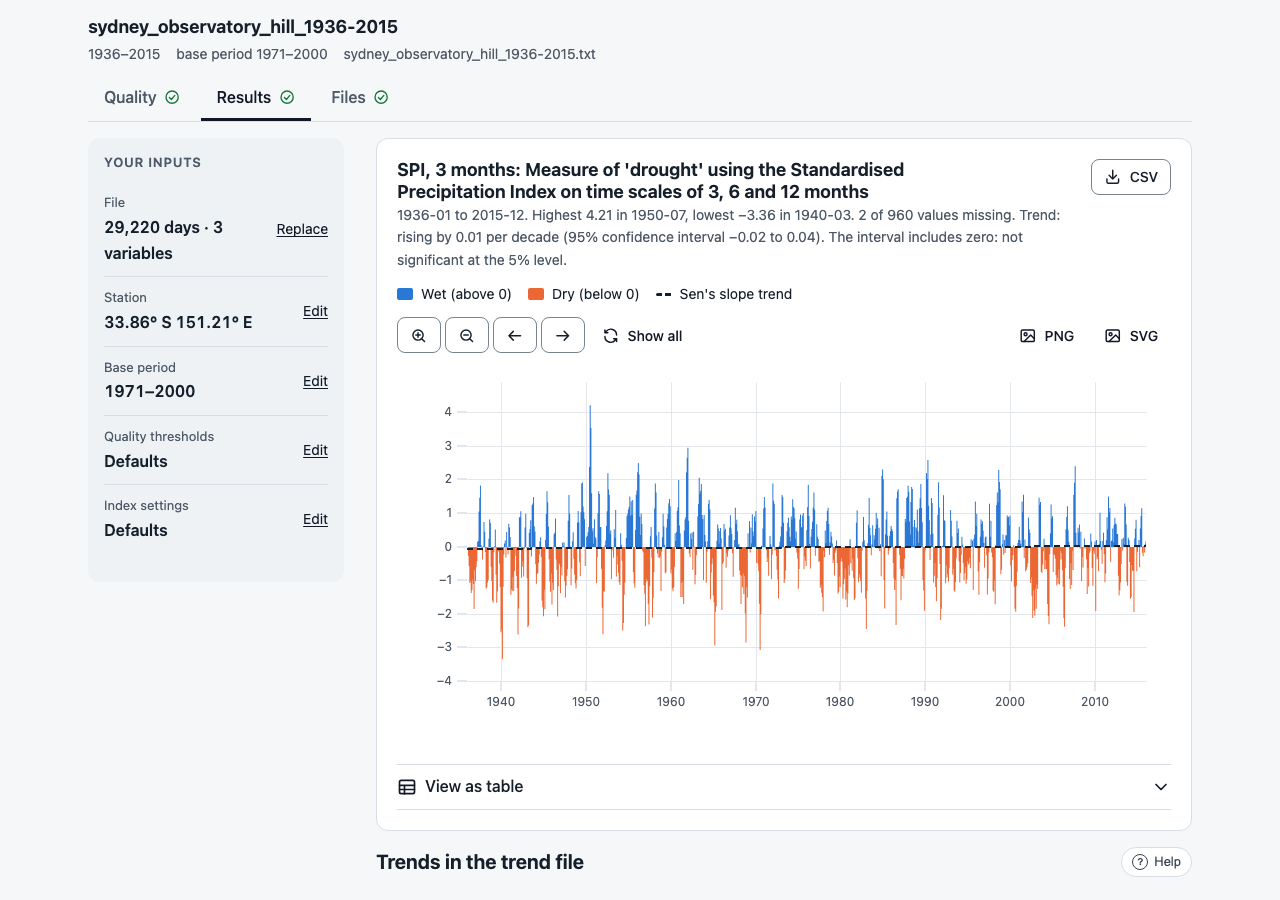 sydney_observatory_hill_1936-2015
1936–2015 base period 1971–2000 sydney_observatory_hill_1936-2015.txt
Quality
Results
Files
YOUR INPUTS
File
29,220 days · 3
variables
Replace
Station
33.86° S 151.21° E
Edit
Base period
1971–2000
Edit
Quality thresholds
Defaults
Edit
Index settings
Defaults
Edit
SPI, 3 months: Measure of 'drought' using the Standardised
Precipitation Index on time scales of 3, 6 and 12 months
CSV
1936-01 to 2015-12. Highest 4.21 in 1950-07, lowest −3.36 in 1940-03. 2 of 960 values missing. Trend:
rising by 0.01 per decade (95% confidence interval −0.02 to 0.04). The interval includes zero: not
significant at the 5% level.
Wet (above 0) Dry (below 0) Sen's slope trend
Show all
PNG
SVG
4
3
2
1
0
−1
−2
−3
−4
1940 1950 1960 1970 1980 1990 2000 2010
View as table
Trends in the trend file
? Help